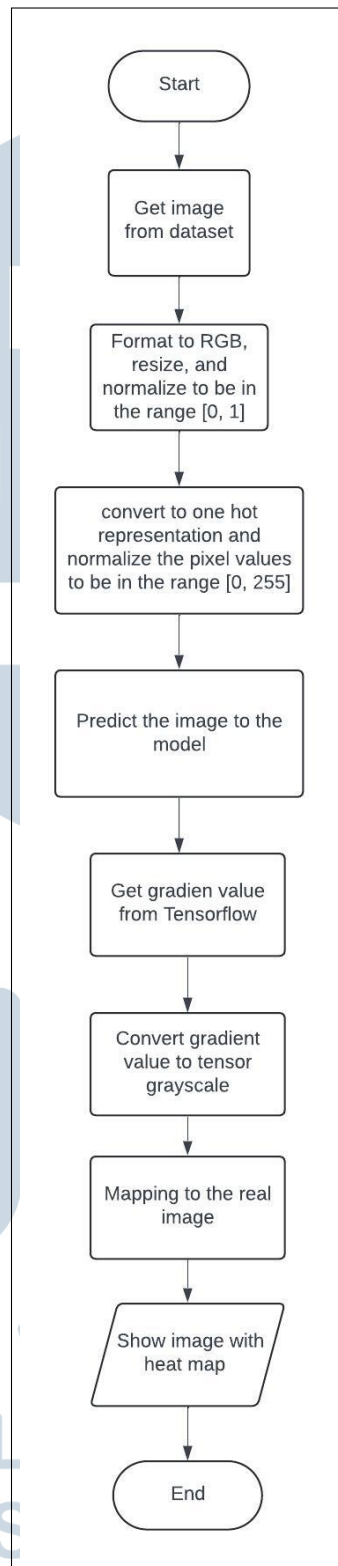 Start
Get image
from dataset
Format to RGB,
resize, and
normalize to be in
the range [0, 1]
convert to one hot
representation and
normalize the pixel values
to be in the range [0, 255]
Predict the image to the
model
Get gradien value
from Tensorflow
Convert gradient
value to tensor
grayscale
Mapping to the real
image
Show image with
heat map
End